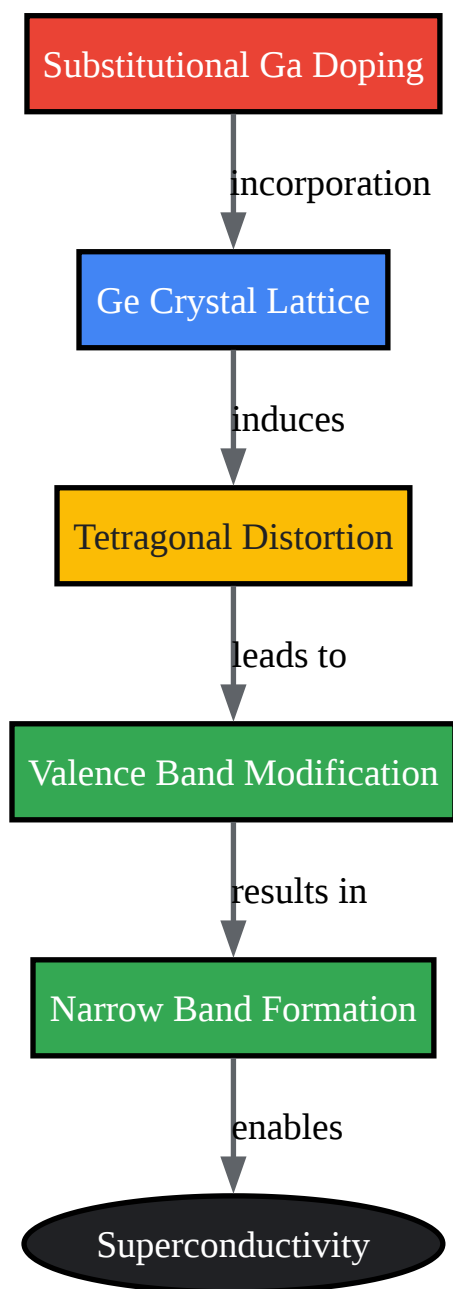 Substitutional Ga Doping
incorporation
Ge Crystal Lattice
induces
Tetragonal Distortion
leads to
Valence Band Modification
results in
Narrow Band Formation
enables
Superconductivity